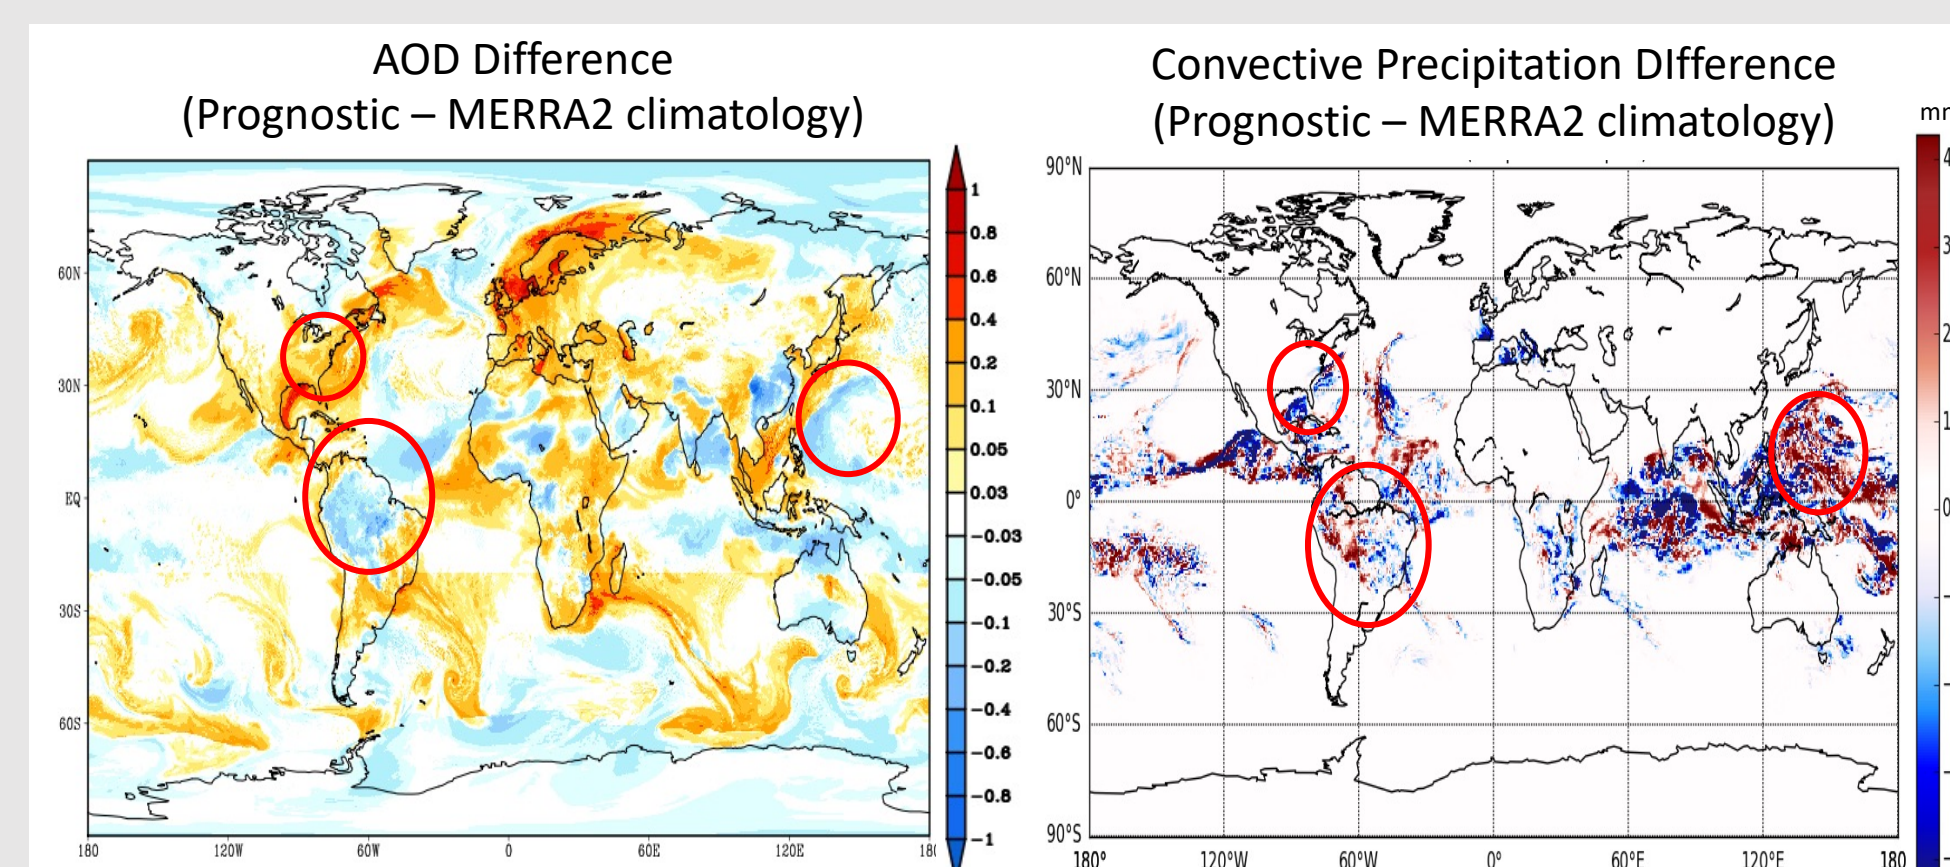 AOD Difference
(Prognostic – MERRA2 climatology)
60N
30N
EQ
30S
60S
180
120W
60W
0
60E
120E
1
0.8
0.6
0.4
0.2
0.1
0.05
0.03
−0.03
−0.05
−0.1
−0.2
−0.4
−0.6
−0.8
−1
Convective Precipitation DIfference
(Prognostic – MERRA2 climatology)
90°N
60°N
30°N
0°
30°S
60°S
90°S
180°
120°W
60°W
0°
60°E
120°E
180